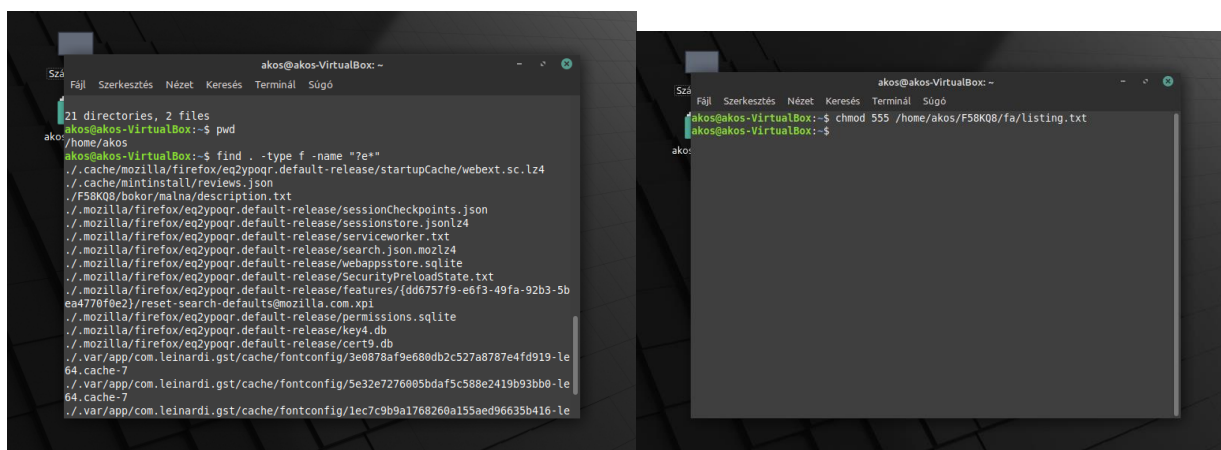 akos@akos-VirtualBox: ~
Szá
Fájl Szerkesztés Nézet Keresés Terminál Súgó
21 directories, 2 files
akos@akos-VirtualBox:~$ pwd
/home/akos
akos@akos-VirtualBox:~$ find . -type f -name "?e*"
./.cache/mozilla/firefox/eq2ypoqr.default-release/startupCache/webext.sc.lz4
./.cache/mintinstall/reviews.json
./F58KQ8/bokor/malna/description.txt
./.mozilla/firefox/eq2ypoqr.default-release/sessionCheckpoints.json
./.mozilla/firefox/eq2ypoqr.default-release/sessionstore.jsonlz4
./.mozilla/firefox/eq2ypoqr.default-release/serviceworker.txt
./.mozilla/firefox/eq2ypoqr.default-release/search.json.mozlz4
./.mozilla/firefox/eq2ypoqr.default-release/webappsstore.sqlite
./.mozilla/firefox/eq2ypoqr.default-release/SecurityPreloadState.txt
./.mozilla/firefox/eq2ypoqr.default-release/features/{dd6757f9-e6f3-49fa-92b3-5b
ea4770f0e2}/reset-search-defaults@mozilla.com.xpi
./.mozilla/firefox/eq2ypoqr.default-release/permissions.sqlite
./.mozilla/firefox/eq2ypoqr.default-release/key4.db
./.mozilla/firefox/eq2ypoqr.default-release/cert9.db
./.var/app/com.leinardi.gst/cache/fontconfig/3e0878af9e680db2c527a8787e4fd919-le
64.cache-7
./.var/app/com.leinardi.gst/cache/fontconfig/5e32e7276005bdaf5c588e2419b93bb0-le
64.cache-7
./.var/app/com.leinardi.gst/cache/fontconfig/1ec7c9b9a1768260a155aed96635b416-le
akos
akos@akos-VirtualBox: ~
Szá
Fájl Szerkesztés Nézet Keresés Terminál Súgó
akos@akos-VirtualBox:~$ chmod 555 /home/akos/F58KQ8/fa/listing.txt
akos@akos-VirtualBox:~$
akos